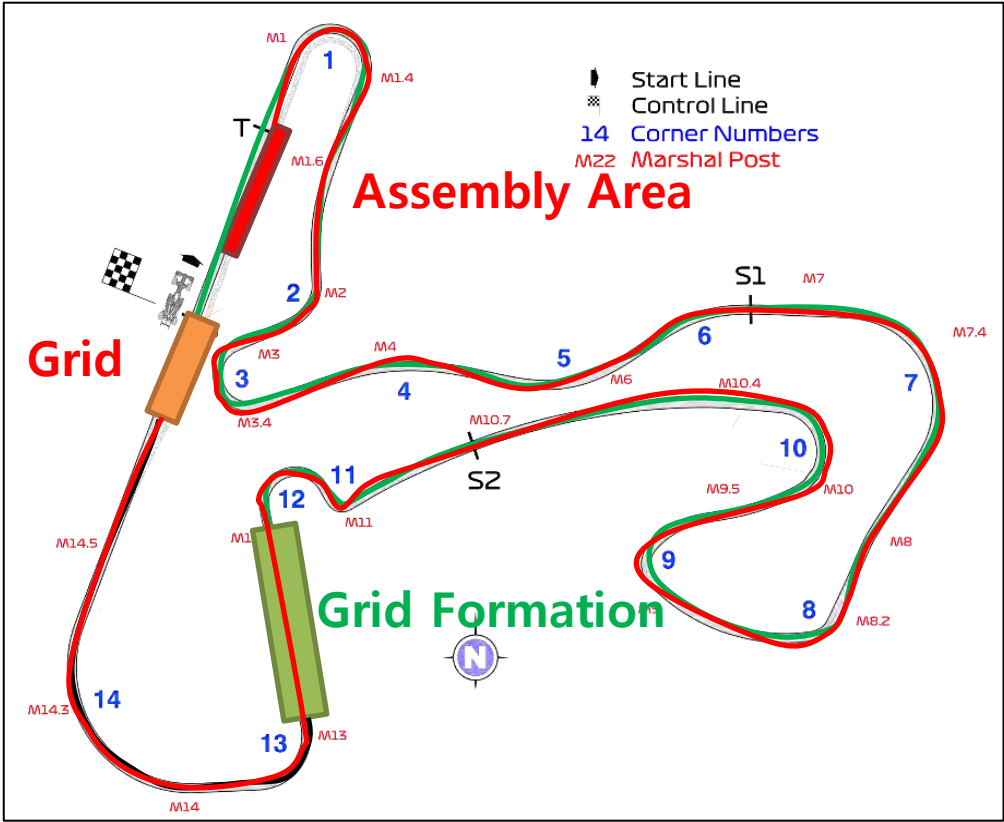 M1
1
M1.4
Start Line
Control Line
14 Corner Numbers
M22 Marshal Post
T
M1.6
Assembly Area
S1
M7
2
M2
6
M7.4
Grid
M3
M4
5
7
3
4
M6
M10.4
M3.4
M10.7
10
S2
11
12
M9.5
M10
M11
M14.5
M1
M8
9
8
Grid Formation
M8.2
N
14
M14.3
13
M13
M14